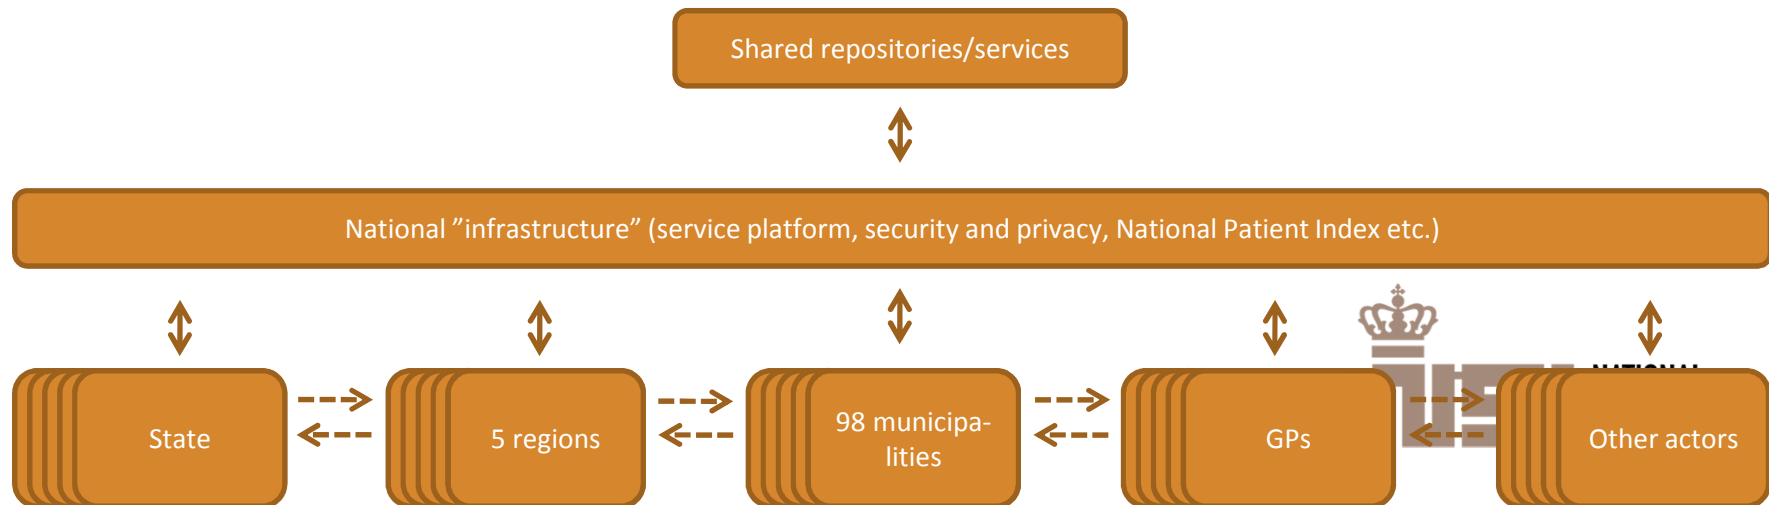 Shared repositories/services
National ”infrastructure” (service platform, security and privacy, National Patient Index etc.)
NATIONAL
State
5 regions
98 municipa-
lities
GPs
Other actors